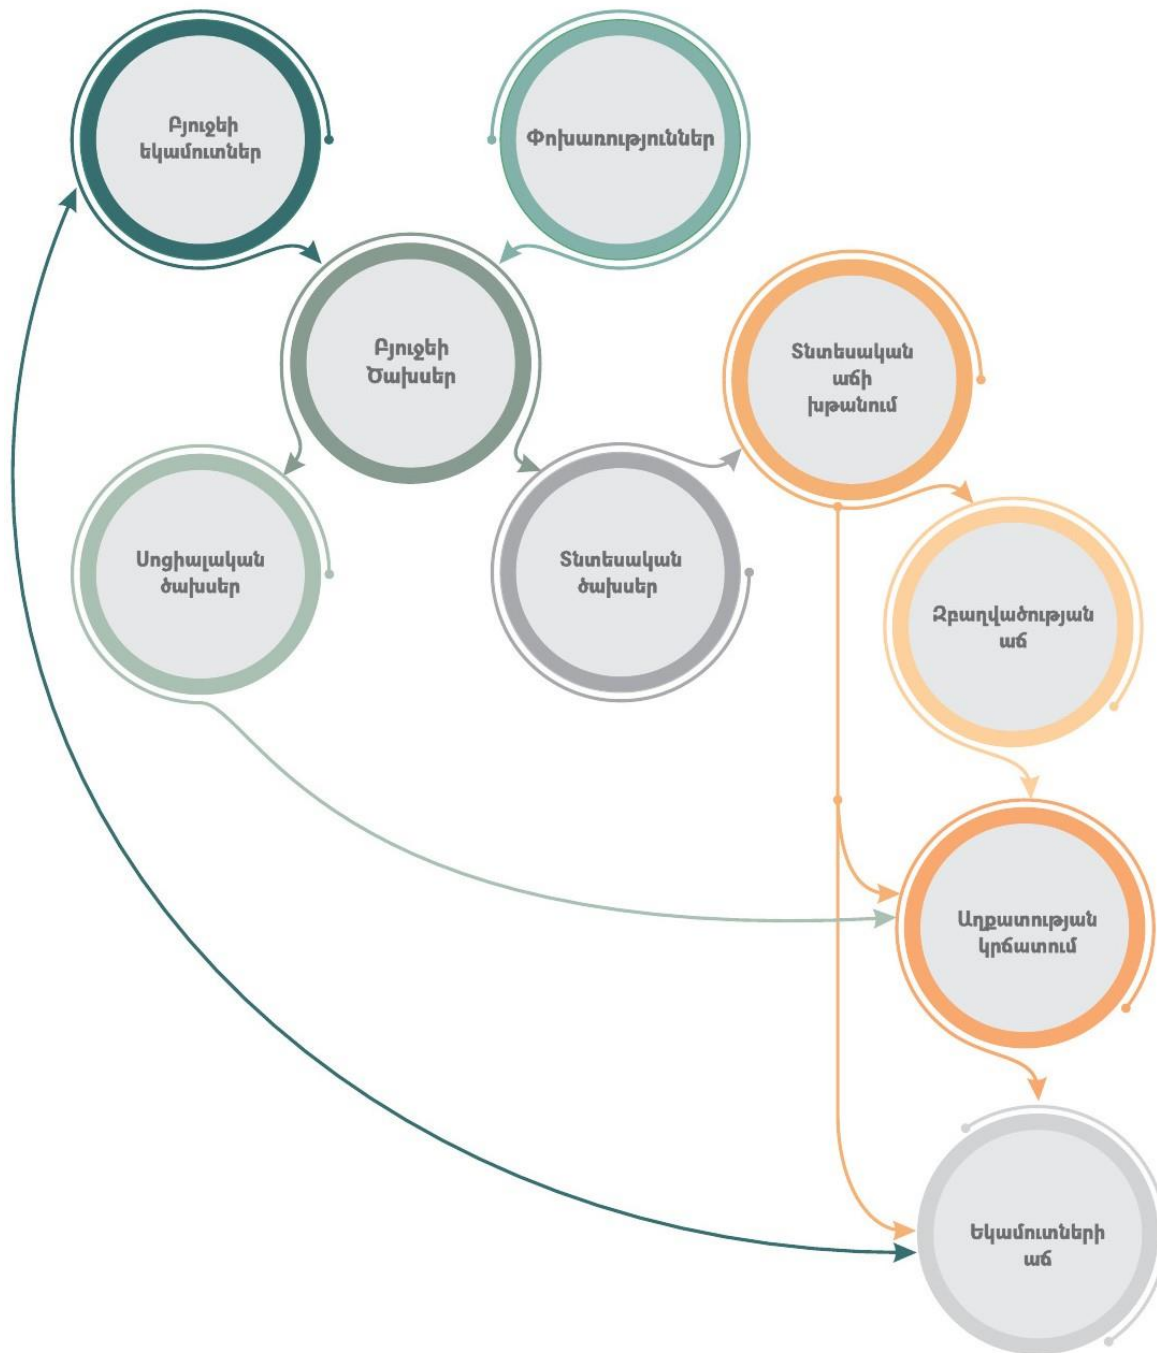 Բյուջեի
եկամուտներ
Փոխառություններ
Բյուջեի
Ծախսեր
Տնտեսական
աճի
խթանում
Սոցիալական
ծախսեր
Տնտեսական
ծախսեր
Զբաղվածության
աճ
Աղքատության
կրճատում
Եկամուտների
աճ